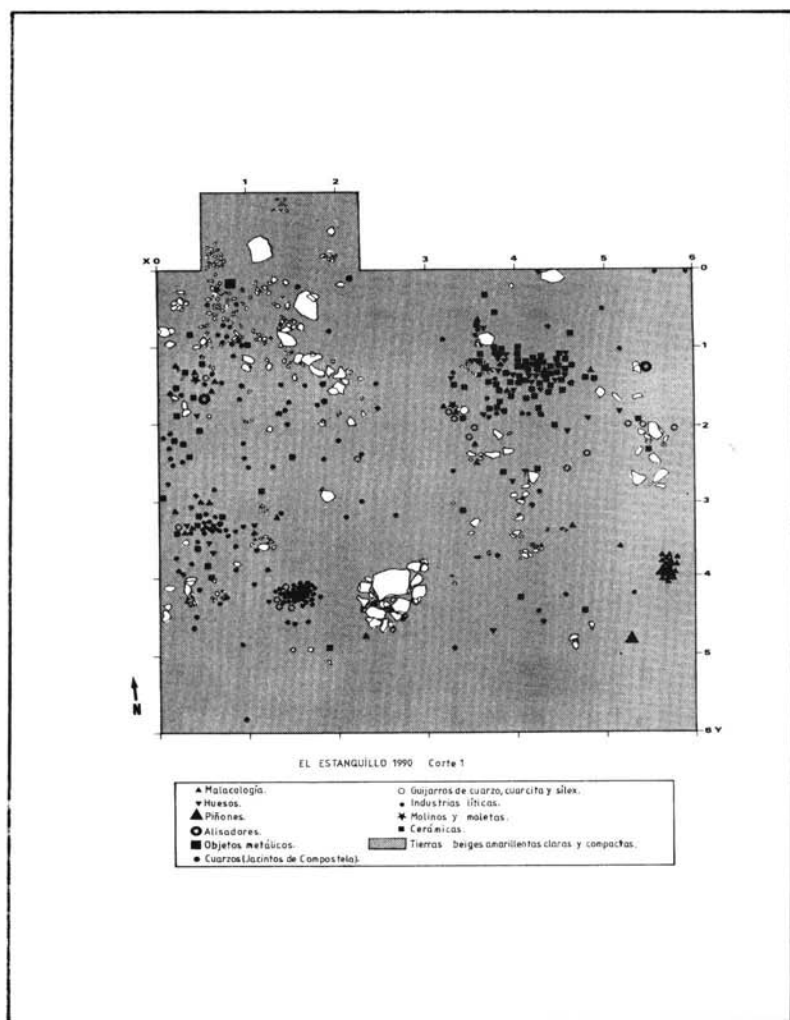 1 2
X 0 3 4 5 6 0
1
2
3
4
5
6 Y
N
EL ESTANQUILLO 1990 Corte 1
Malacología.
Huesos.
Piñones.
Alisadores.
Objetos metálicos.
Cuarzos (Jacintos de Compostela).
Guijarros de cuarzo, cuarcita y sílex.
Industrias líticas.
Molinos y moletas.
Cerámicas.
Tierras beiges amarillentas claras y compactas.